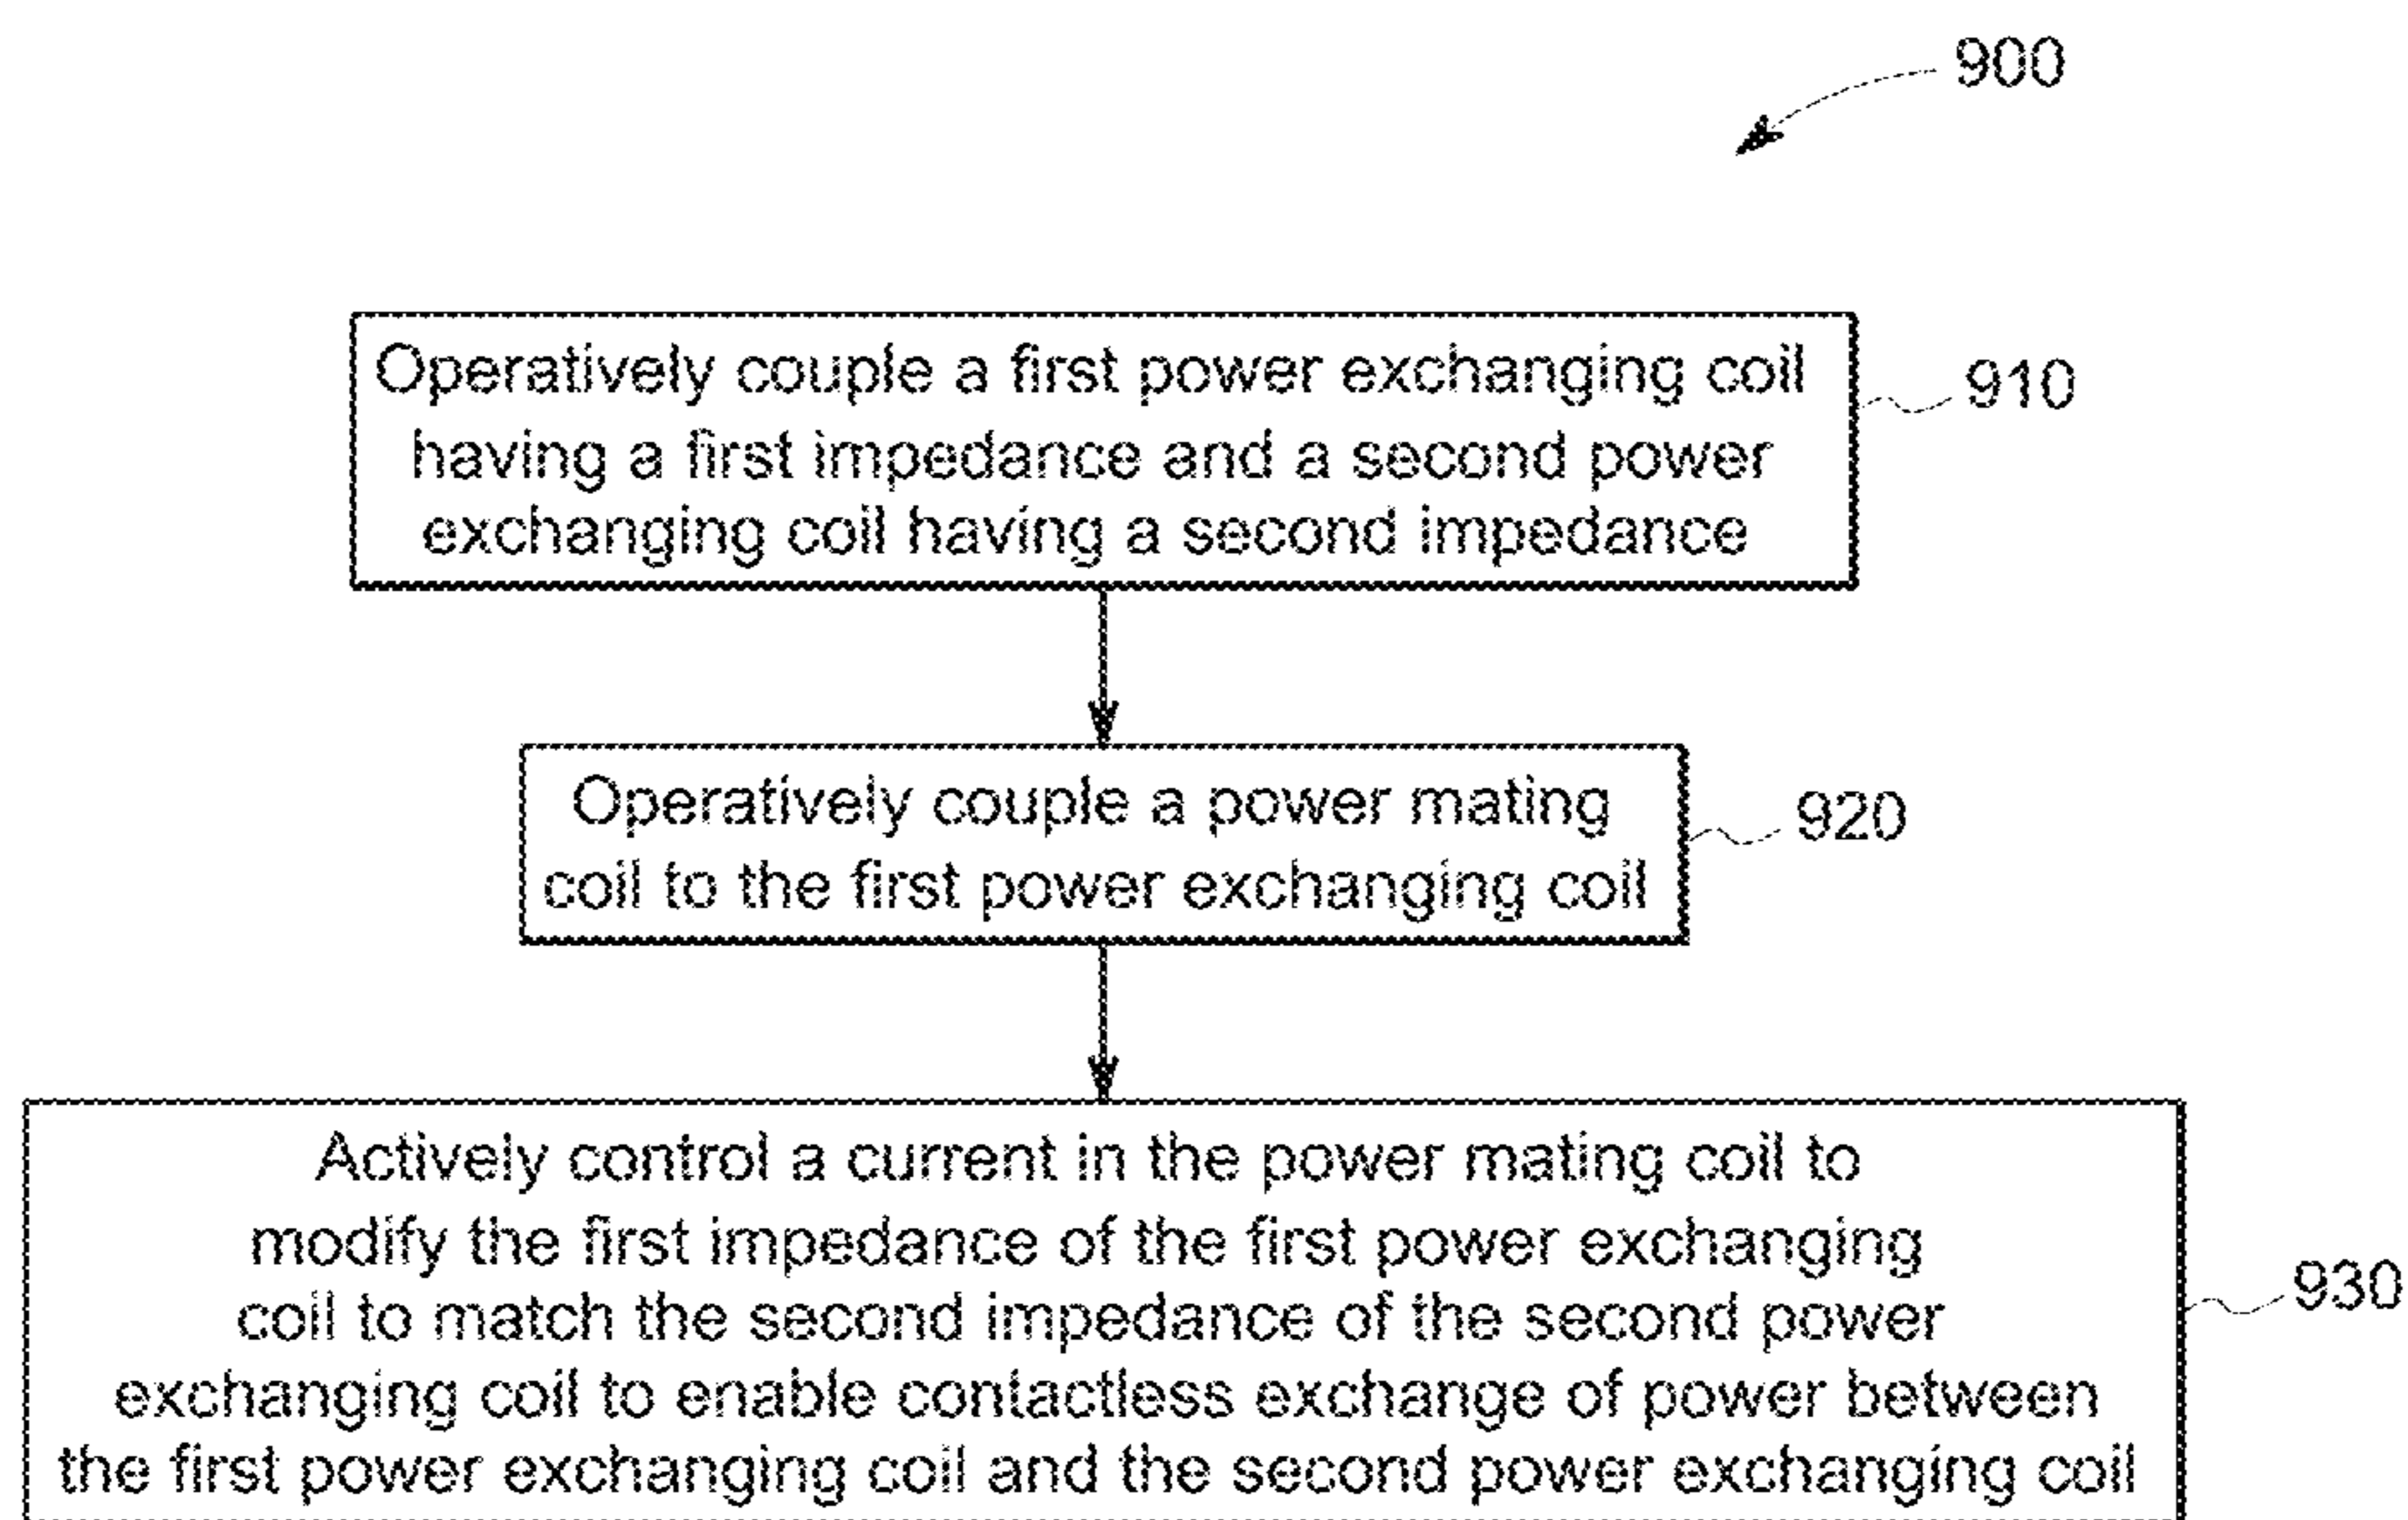 900
Operatively couple a first power exchanging coil
having a first impedance and a second power
exchanging coil having a second impedance
910
Operatively couple a power mating
coil to the first power exchanging coil
920
Actively control a current in the power mating coil to
modify the first impedance of the first power exchanging
coil to match the second impedance of the second power
exchanging coil to enable contactless exchange of power between
the first power exchanging coil and the second power exchanging coil
930